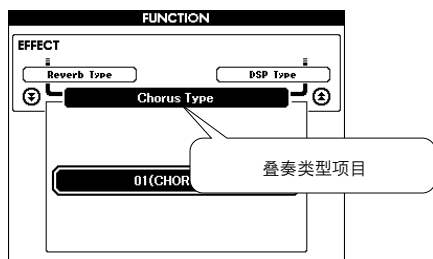 FUNCTION
EFFECT
Reverb Type
DSP Type
Chorus Type
叠奏类型项目
01(CHOR